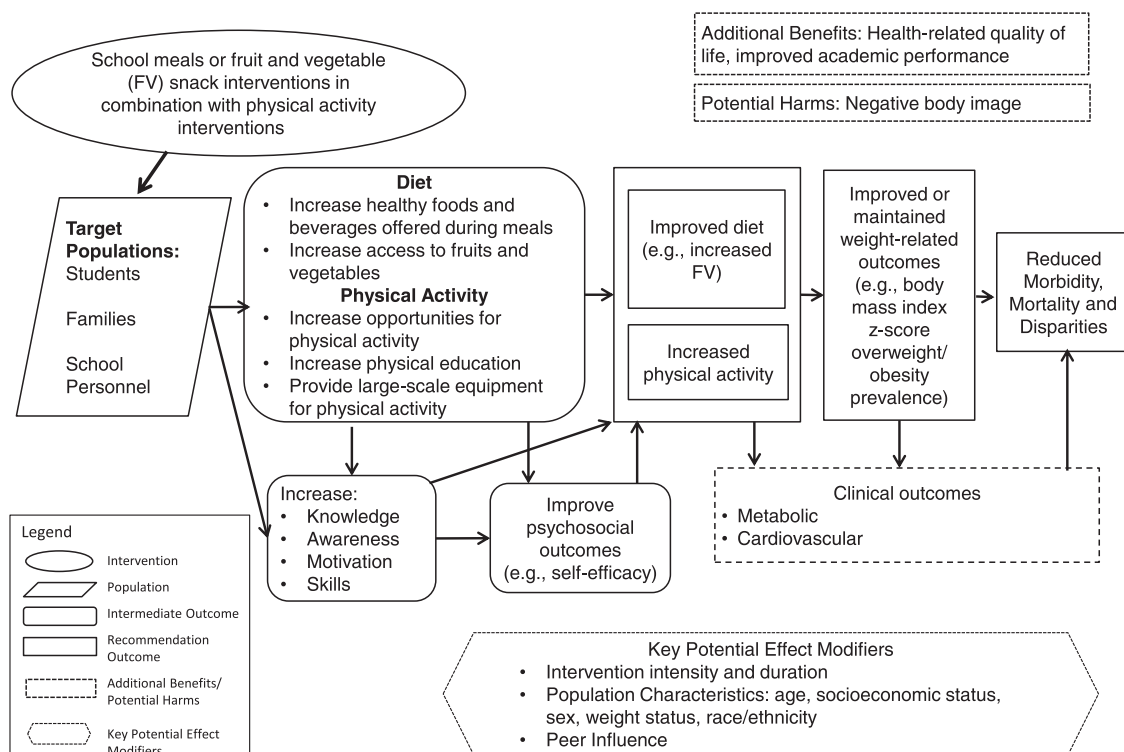 School meals or fruit and vegetable
(FV) snack interventions in
combination with physical activity
interventions
Additional Benefits: Health-related quality of
life, improved academic performance
Potential Harms: Negative body image
Target
Populations:
Students
Families
School
Personnel
Diet
• Increase healthy foods and
beverages offered during meals
• Increase access to fruits and
vegetables
Physical Activity
• Increase opportunities for
physical activity
• Increase physical education
• Provide large-scale equipment
for physical activity
Improved diet
(e.g., increased
FV)
Increased
physical activity
Improved or
maintained
weight-related
outcomes
(e.g., body
mass index
z-score
overweight/
obesity
prevalence)
Reduced
Morbidity,
Mortality and
Disparities
Increase:
• Knowledge
• Awareness
• Motivation
• Skills
Improve
psychosocial
outcomes
(e.g., self-efficacy)
Clinical outcomes
• Metabolic
• Cardiovascular
Legend
Intervention
Population
Intermediate Outcome
Recommendation
Outcome
Additional Benefits/
Potential Harms
Key Potential Effect
Modifiers
Key Potential Effect Modifiers
• Intervention intensity and duration
• Population Characteristics: age, socioeconomic status,
sex, weight status, race/ethnicity
• Peer Influence